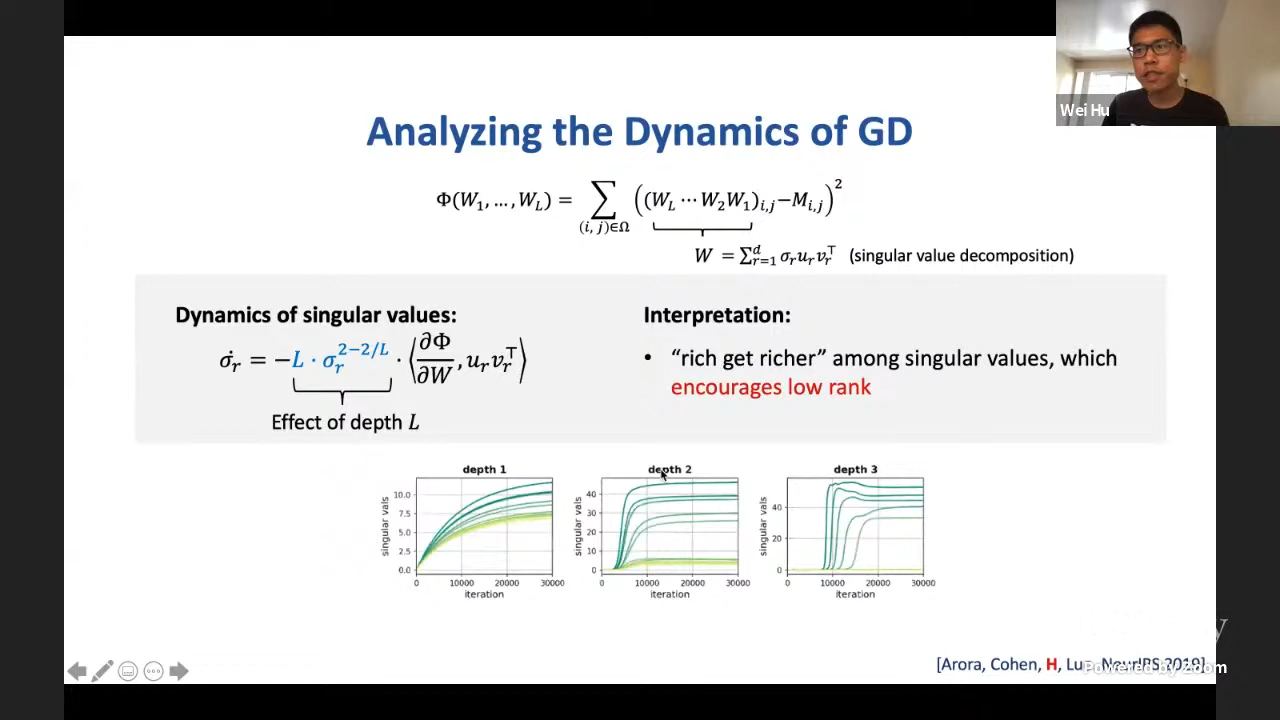 Wei Hu
Analyzing the Dynamics of GD
Φ(W₁, …, W_L) = ∑_{(i, j)∈Ω} ((W_L ⋯ W₂W₁)_{i,j} − M_{i,j})²
W = ∑_{r=1}^{d} σ_r u_r v_r^⊤ (singular value decomposition)
Dynamics of singular values:
σ̇_r = −L · σ_r^{2−2/L} · ⟨∂Φ/∂W, u_r v_r^⊤⟩
Effect of depth L
Interpretation:
• “rich get richer” among singular values, which
encourages low rank
depth 1
singular vals
10.0
7.5
5.0
2.5
0.0
0 10000 20000 30000
iteration
depth 2
singular vals
40
30
20
10
0
0 10000 20000 30000
iteration
depth 3
singular vals
40
20
0
0 10000 20000 30000
iteration
[Arora, Cohen, H, NeurIPS 2019]
Powered by Zoom